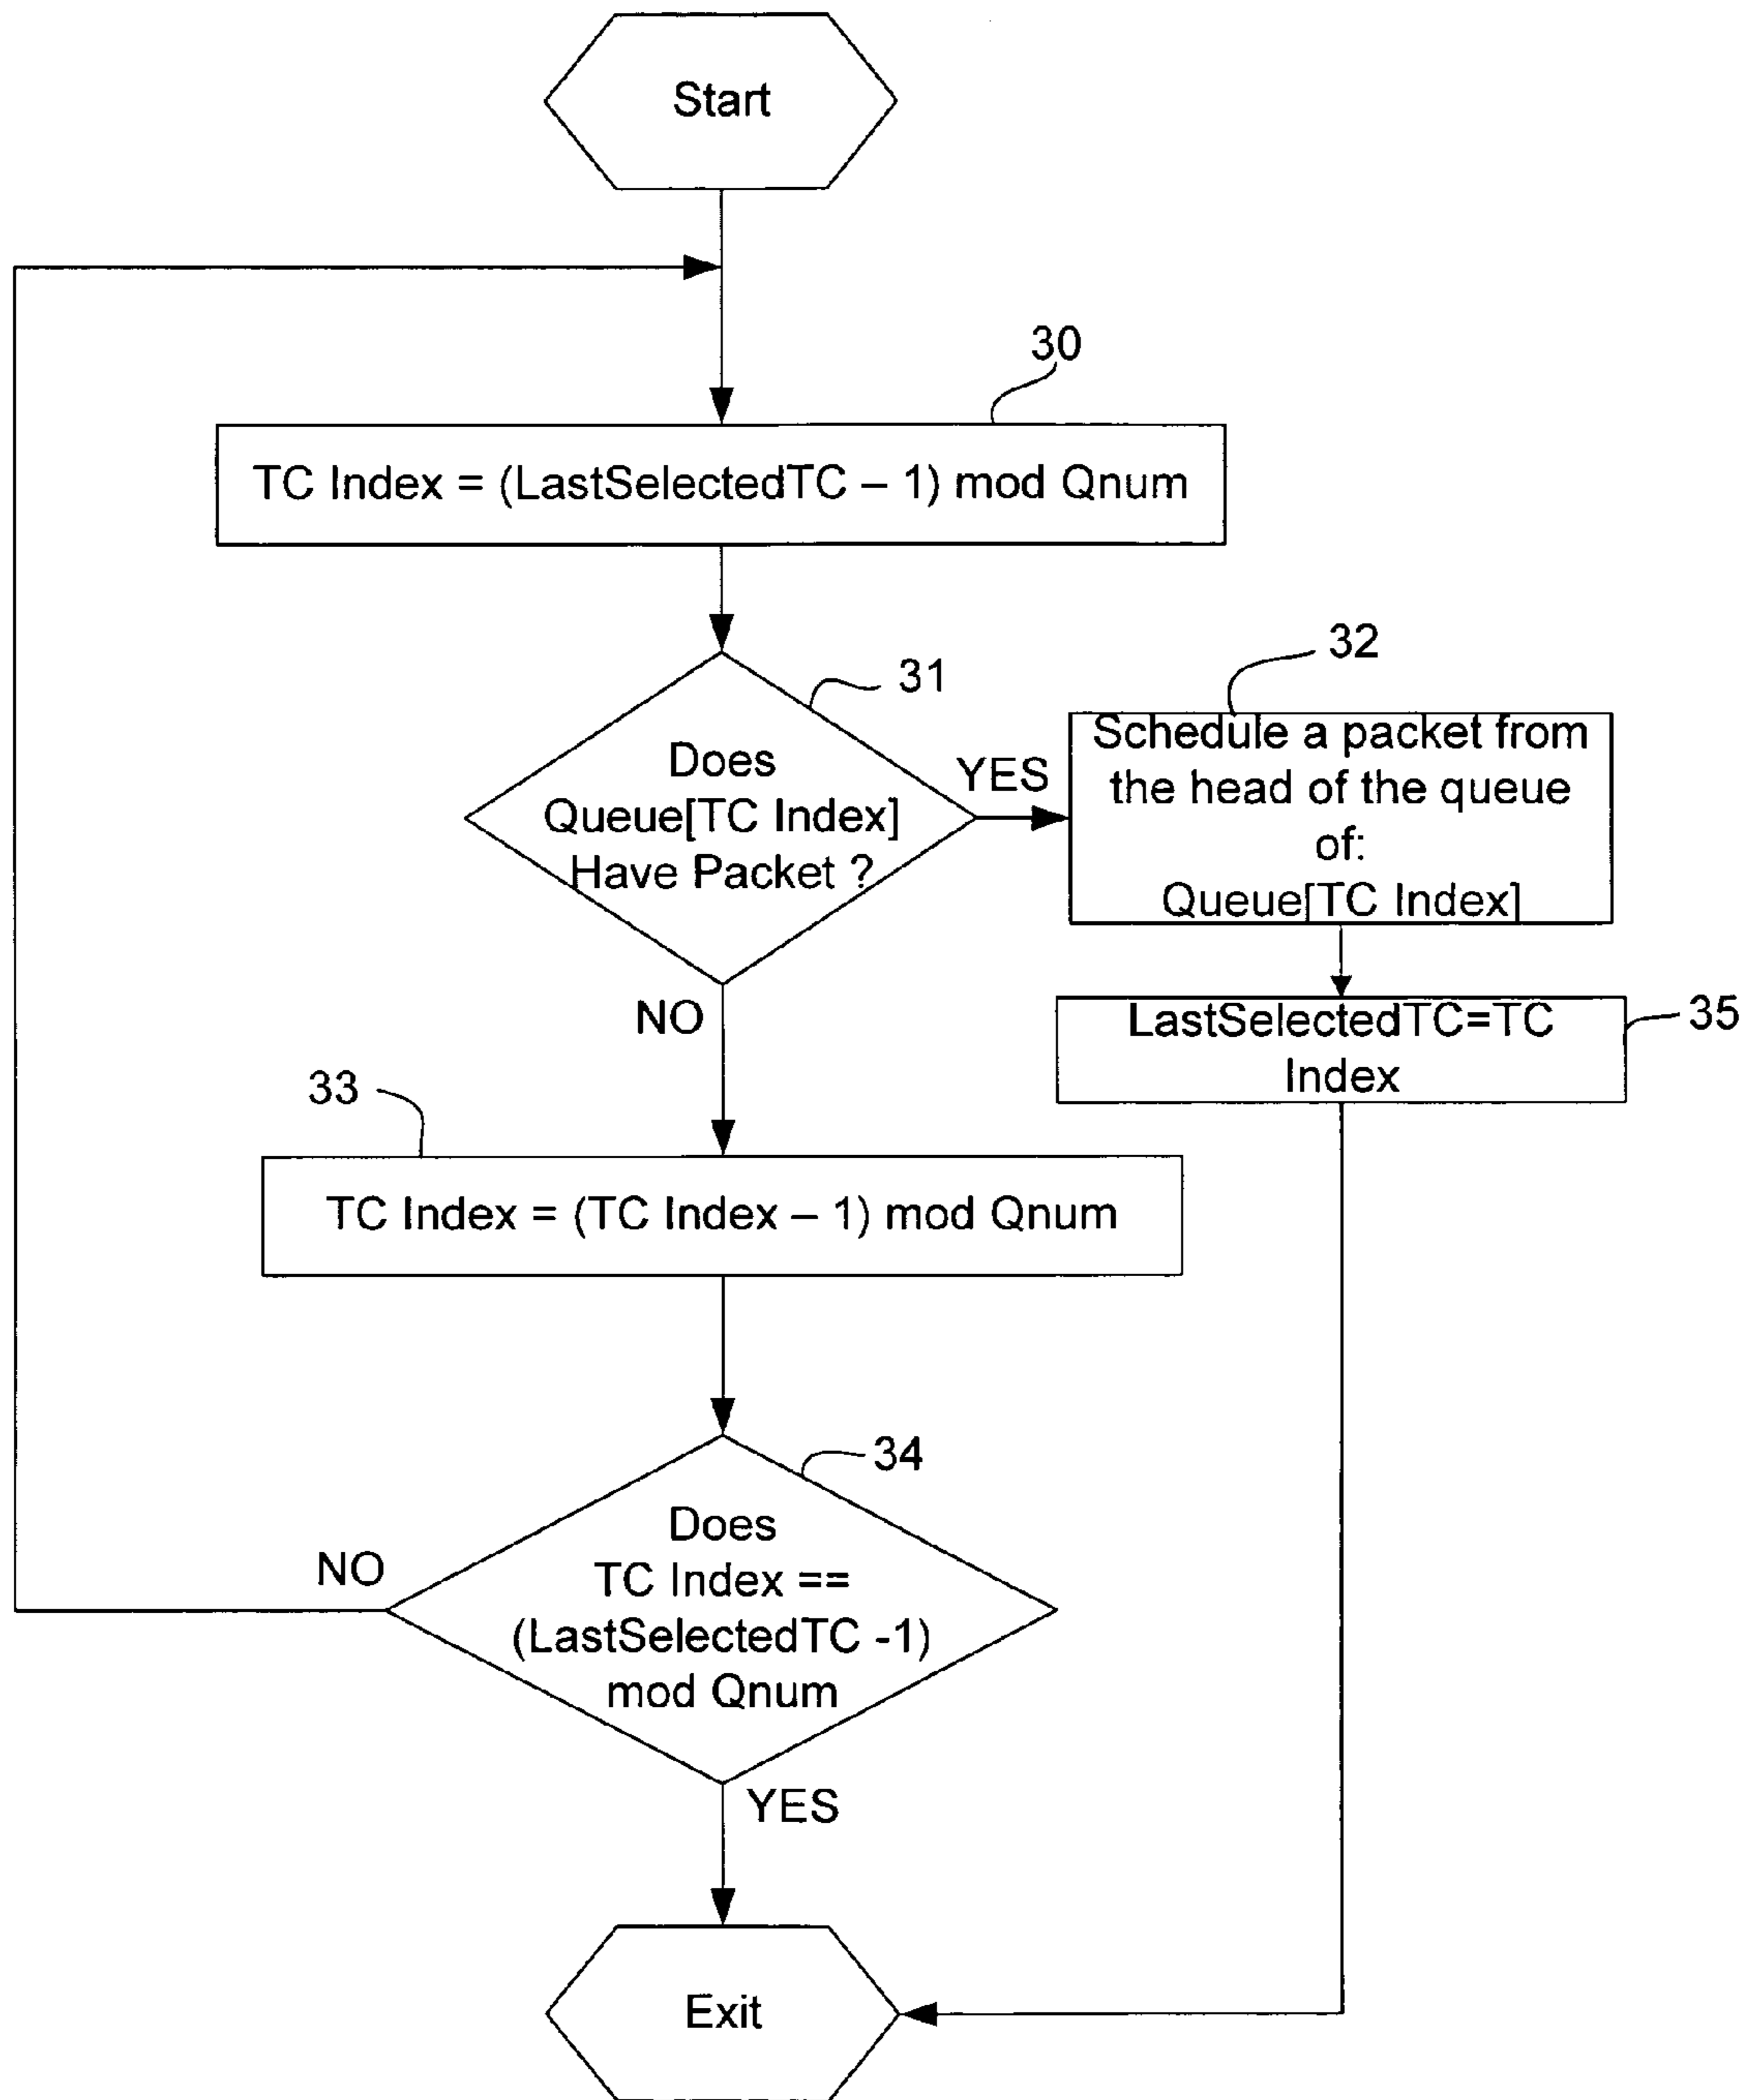 Start
30
TC Index = (LastSelectedTC – 1) mod Qnum
31
Does
Queue[TC Index]
Have Packet ?
YES
32
Schedule a packet from
the head of the queue
of:
Queue[TC Index]
NO
LastSelectedTC=TC
Index
35
33
TC Index = (TC Index – 1) mod Qnum
34
Does
TC Index ==
(LastSelectedTC -1)
mod Qnum
NO
YES
Exit